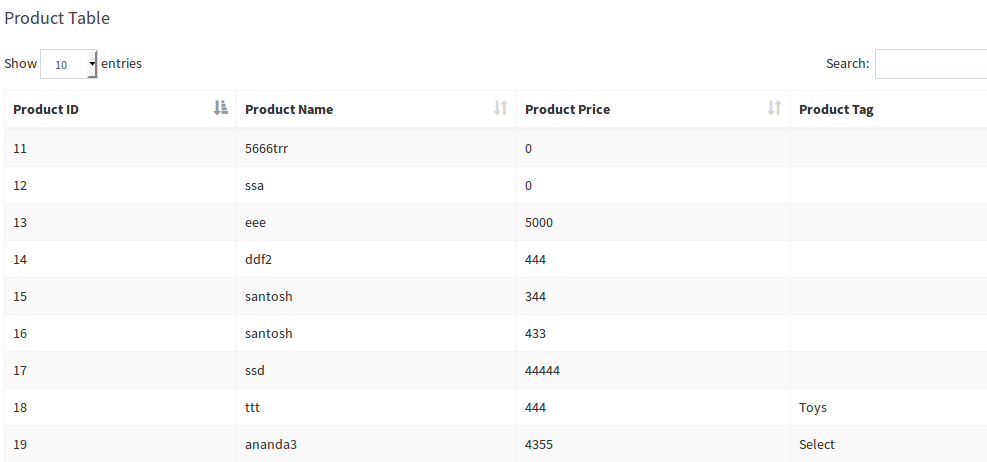 Product Table
Show 10 entries Search:
Product ID Product Name Product Price Product Tag
11 5666trr 0
12 ssa 0
13 eee 5000
14 ddf2 444
15 santosh 344
16 santosh 433
17 ssd 44444
18 ttt 444 Toys
19 ananda3 4355 Select